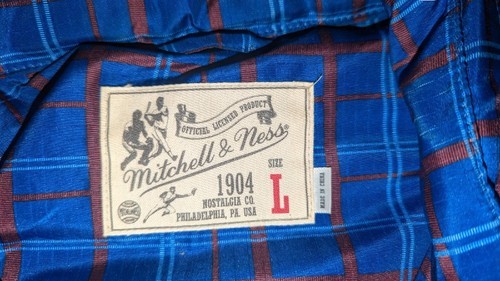 OFFICIAL LICENSED PRODUCT
Mitchell & Ness®
SIZE
1904
L
NOSTALGIA CO.
PHILADELPHIA, PA. USA
MADE IN CHINA